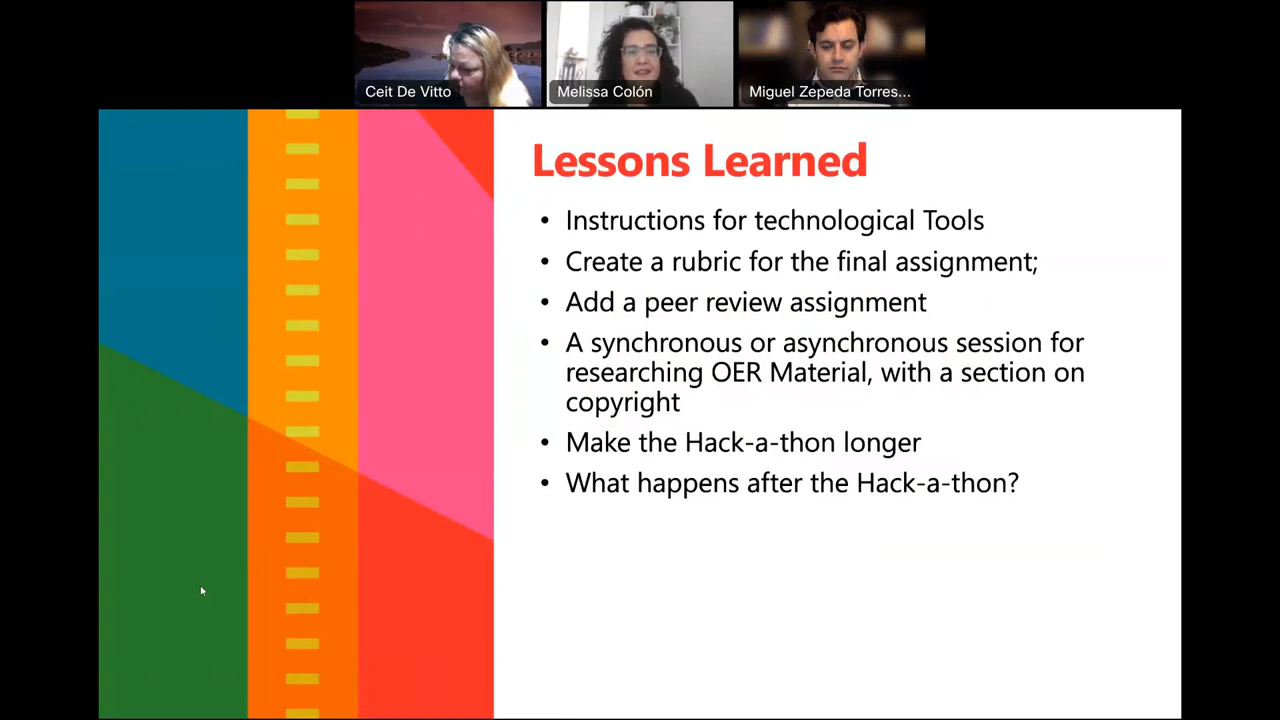 Ceit De Vitto
Melissa Colón
Miguel Zepeda Torres...
Lessons Learned
• Instructions for technological Tools
• Create a rubric for the final assignment;
• Add a peer review assignment
• A synchronous or asynchronous session for
researching OER Material, with a section on
copyright
• Make the Hack-a-thon longer
• What happens after the Hack-a-thon?